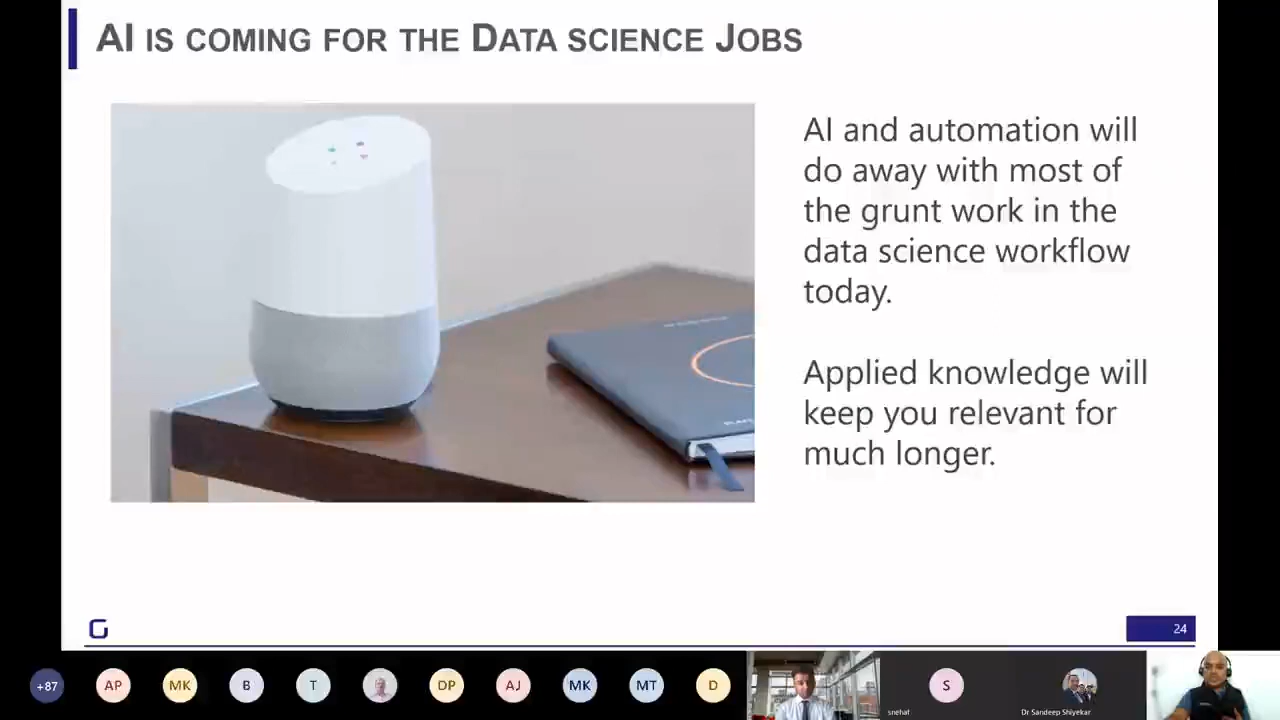 AI IS COMING FOR THE DATA SCIENCE JOBS
AI and automation will
do away with most of
the grunt work in the
data science workflow
today.
Applied knowledge will
keep you relevant for
much longer.
24
+87
AP
MK
B
T
DP
AJ
MK
MT
D
S
snehaf
Dr Sandeep Shiyekar